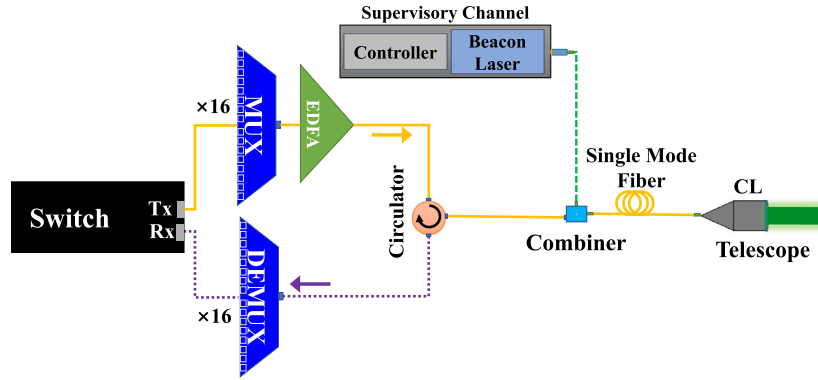 Supervisory Channel
Controller
Beacon
Laser
×16
MUX
EDFA
Single Mode
Fiber
CL
Switch
Tx
Rx
Circulator
Combiner
Telescope
DEMUX
×16